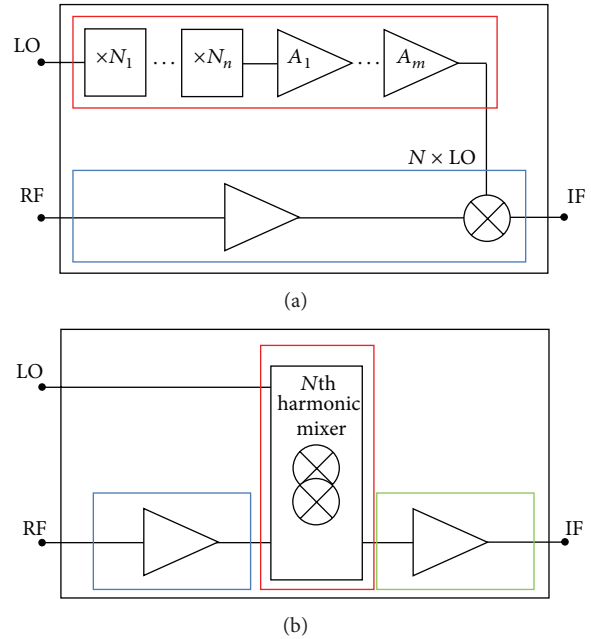 LO
×N₁ ... ×Nₙ A₁ ... Aₘ
N × LO
RF
IF
(a)
LO
Nth
harmonic
mixer
RF
IF
(b)